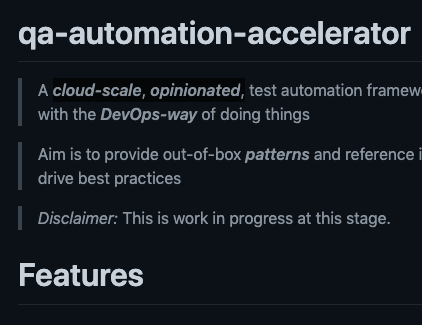 qa-automation-accelerator
A cloud-scale, opinionated, test automation
with the DevOps-way of doing things
Aim is to provide out-of-box patterns and reference
drive best practices
Disclaimer: This is work in progress at this stage.
Features